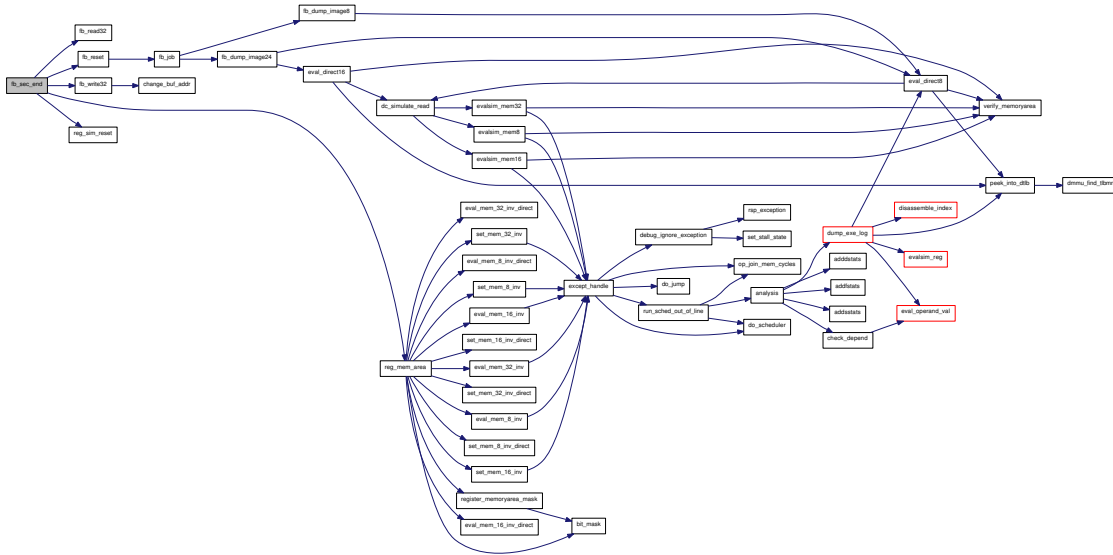 fb_sec_end
fb_read32
fb_reset
fb_write32
reg_sim_reset
fb_job
change_buf_addr
fb_dump_image8
fb_dump_image24
eval_direct16
dc_simulate_read
evalsim_mem32
evalsim_mem8
evalsim_mem16
eval_direct8
verify_memoryarea
peek_into_dtlb
reg_mem_area
eval_mem_32_inv_direct
set_mem_32_inv
eval_mem_8_inv_direct
set_mem_8_inv
eval_mem_16_inv
set_mem_16_inv_direct
eval_mem_32_inv
set_mem_32_inv_direct
eval_mem_8_inv
set_mem_8_inv_direct
set_mem_16_inv
register_memoryarea_mask
eval_mem_16_inv_direct
bit_mask
except_handle
debug_ignore_exception
do_jump
run_sched_out_of_line
rsp_exception
set_stall_state
op_join_mem_cycles
analysis
do_scheduler
dump_exe_log
adddstats
addfstats
addsstats
check_depend
disassemble_index
evalsim_reg
eval_operand_val